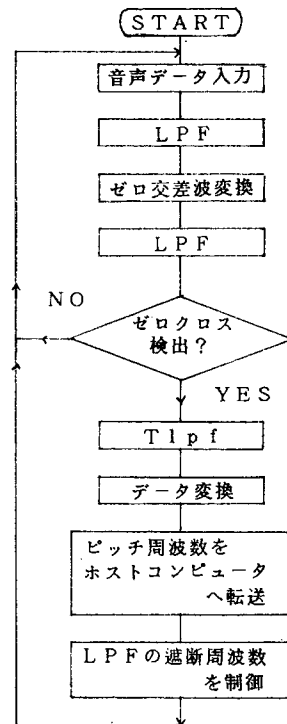 START
音声データ入力
LPF
ゼロ交差波変換
LPF
NO
ゼロクロス
検出?
YES
Tlpf
データ変換
ピッチ周波数を
ホストコンピュータ
へ転送
LPFの遮断周波数
を制御